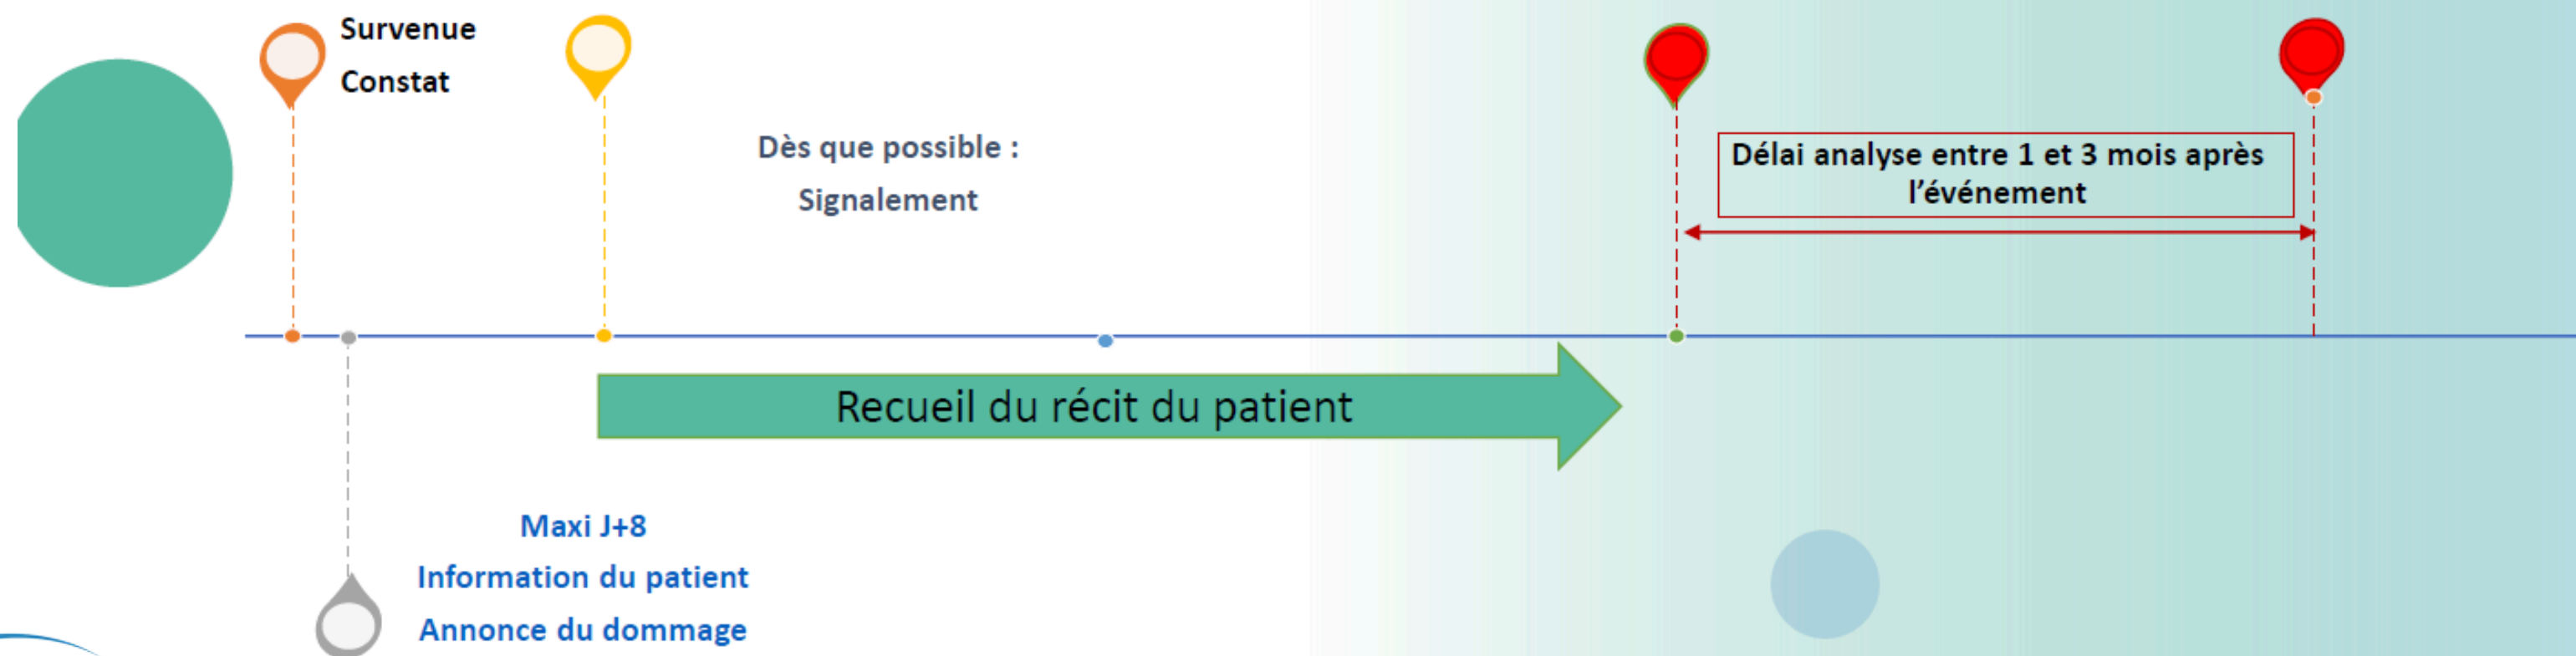 Survenue
Constat
Dès que possible :
Signalement
Délai analyse entre 1 et 3 mois après
l’événement
Recueil du récit du patient
Maxi J+8
Information du patient
Annonce du dommage